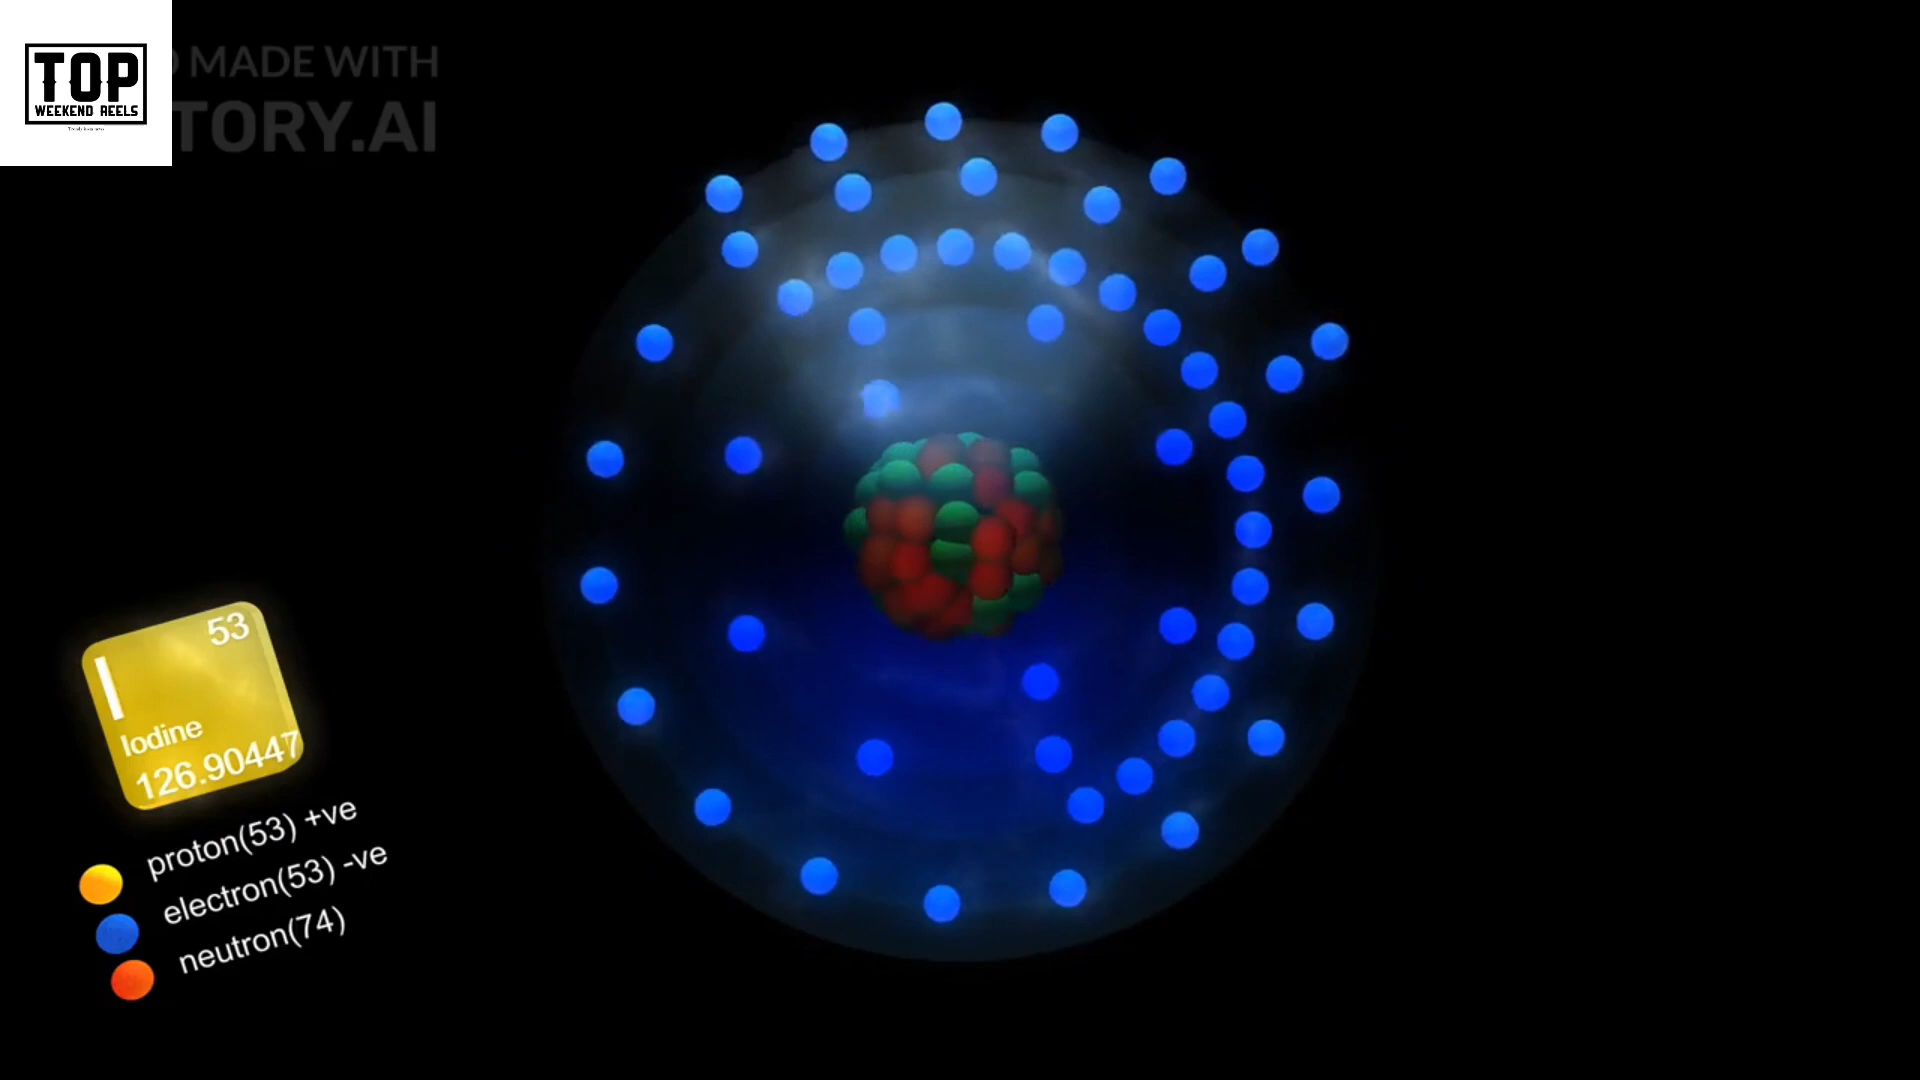 TOP
WEEKEND REELS
MADE WITH
TORY.AI
53
I
Iodine
126.90447
proton(53) +ve
electron(53) -ve
neutron(74)